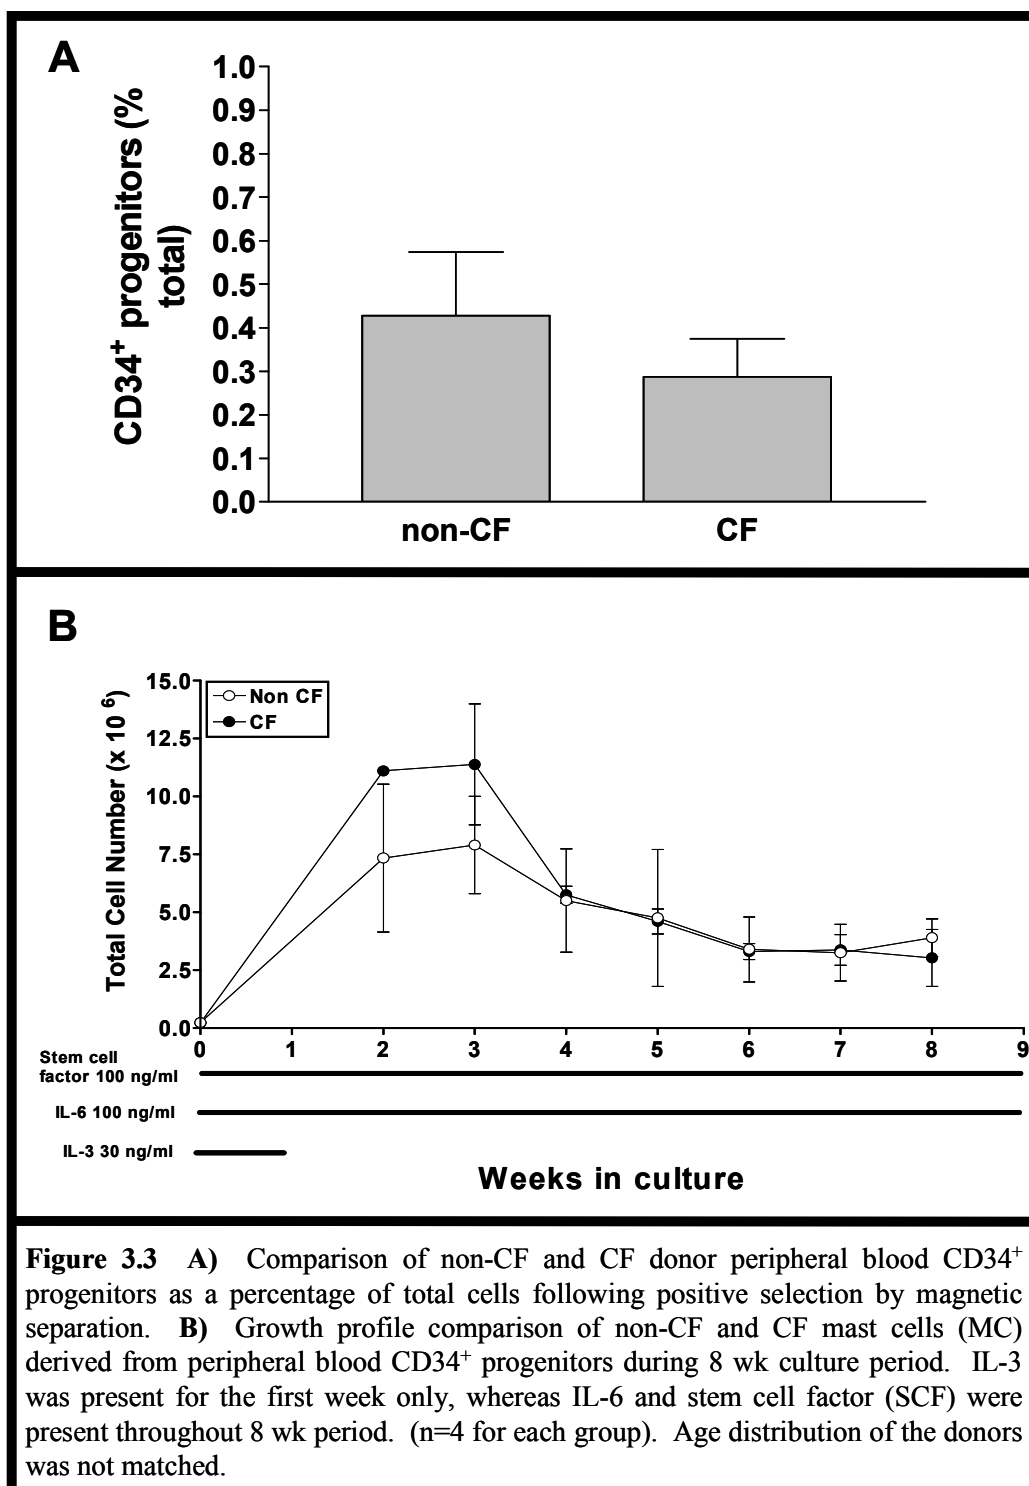 A
CD34+ progenitors (%
total)
1.0
0.9
0.8
0.7
0.6
0.5
0.4
0.3
0.2
0.1
0.0
non-CF CF
B
Total Cell Number (x 10 6)
15.0
12.5
10.0
7.5
5.0
2.5
0.0
Non CF
CF
0 1 2 3 4 5 6 7 8 9
Stem cell
factor 100 ng/ml
IL-6 100 ng/ml
IL-3 30 ng/ml
Weeks in culture
Figure 3.3 A) Comparison of non-CF and CF donor peripheral blood CD34+
progenitors as a percentage of total cells following positive selection by magnetic
separation. B) Growth profile comparison of non-CF and CF mast cells (MC)
derived from peripheral blood CD34+ progenitors during 8 wk culture period. IL-3
was present for the first week only, whereas IL-6 and stem cell factor (SCF) were
present throughout 8 wk period. (n=4 for each group). Age distribution of the donors
was not matched.